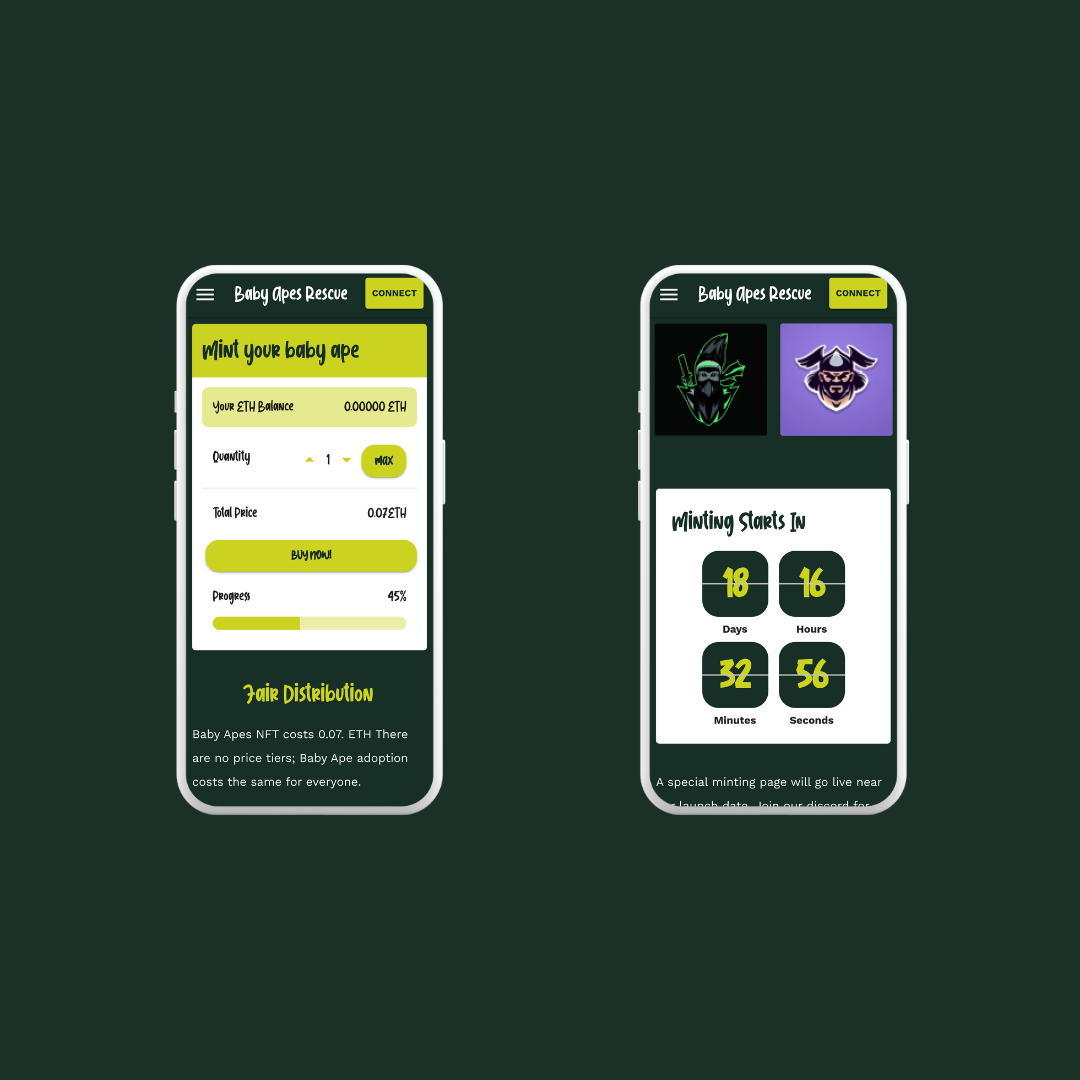 Baby Apes Rescue
CONNECT
Mint your baby ape
Your ETH Balance 0.00000 ETH
Quantity 1 max
Total Price 0.07ETH
BUY NOW!
Progress 45%
Fair Distribution
Baby Apes NFT costs 0.07. ETH There
are no price tiers; Baby Ape adoption
costs the same for everyone.
Baby Apes Rescue
CONNECT
Minting Starts In
18 16
Days Hours
32 56
Minutes Seconds
A special minting page will go live near
launch date. Join our discord for